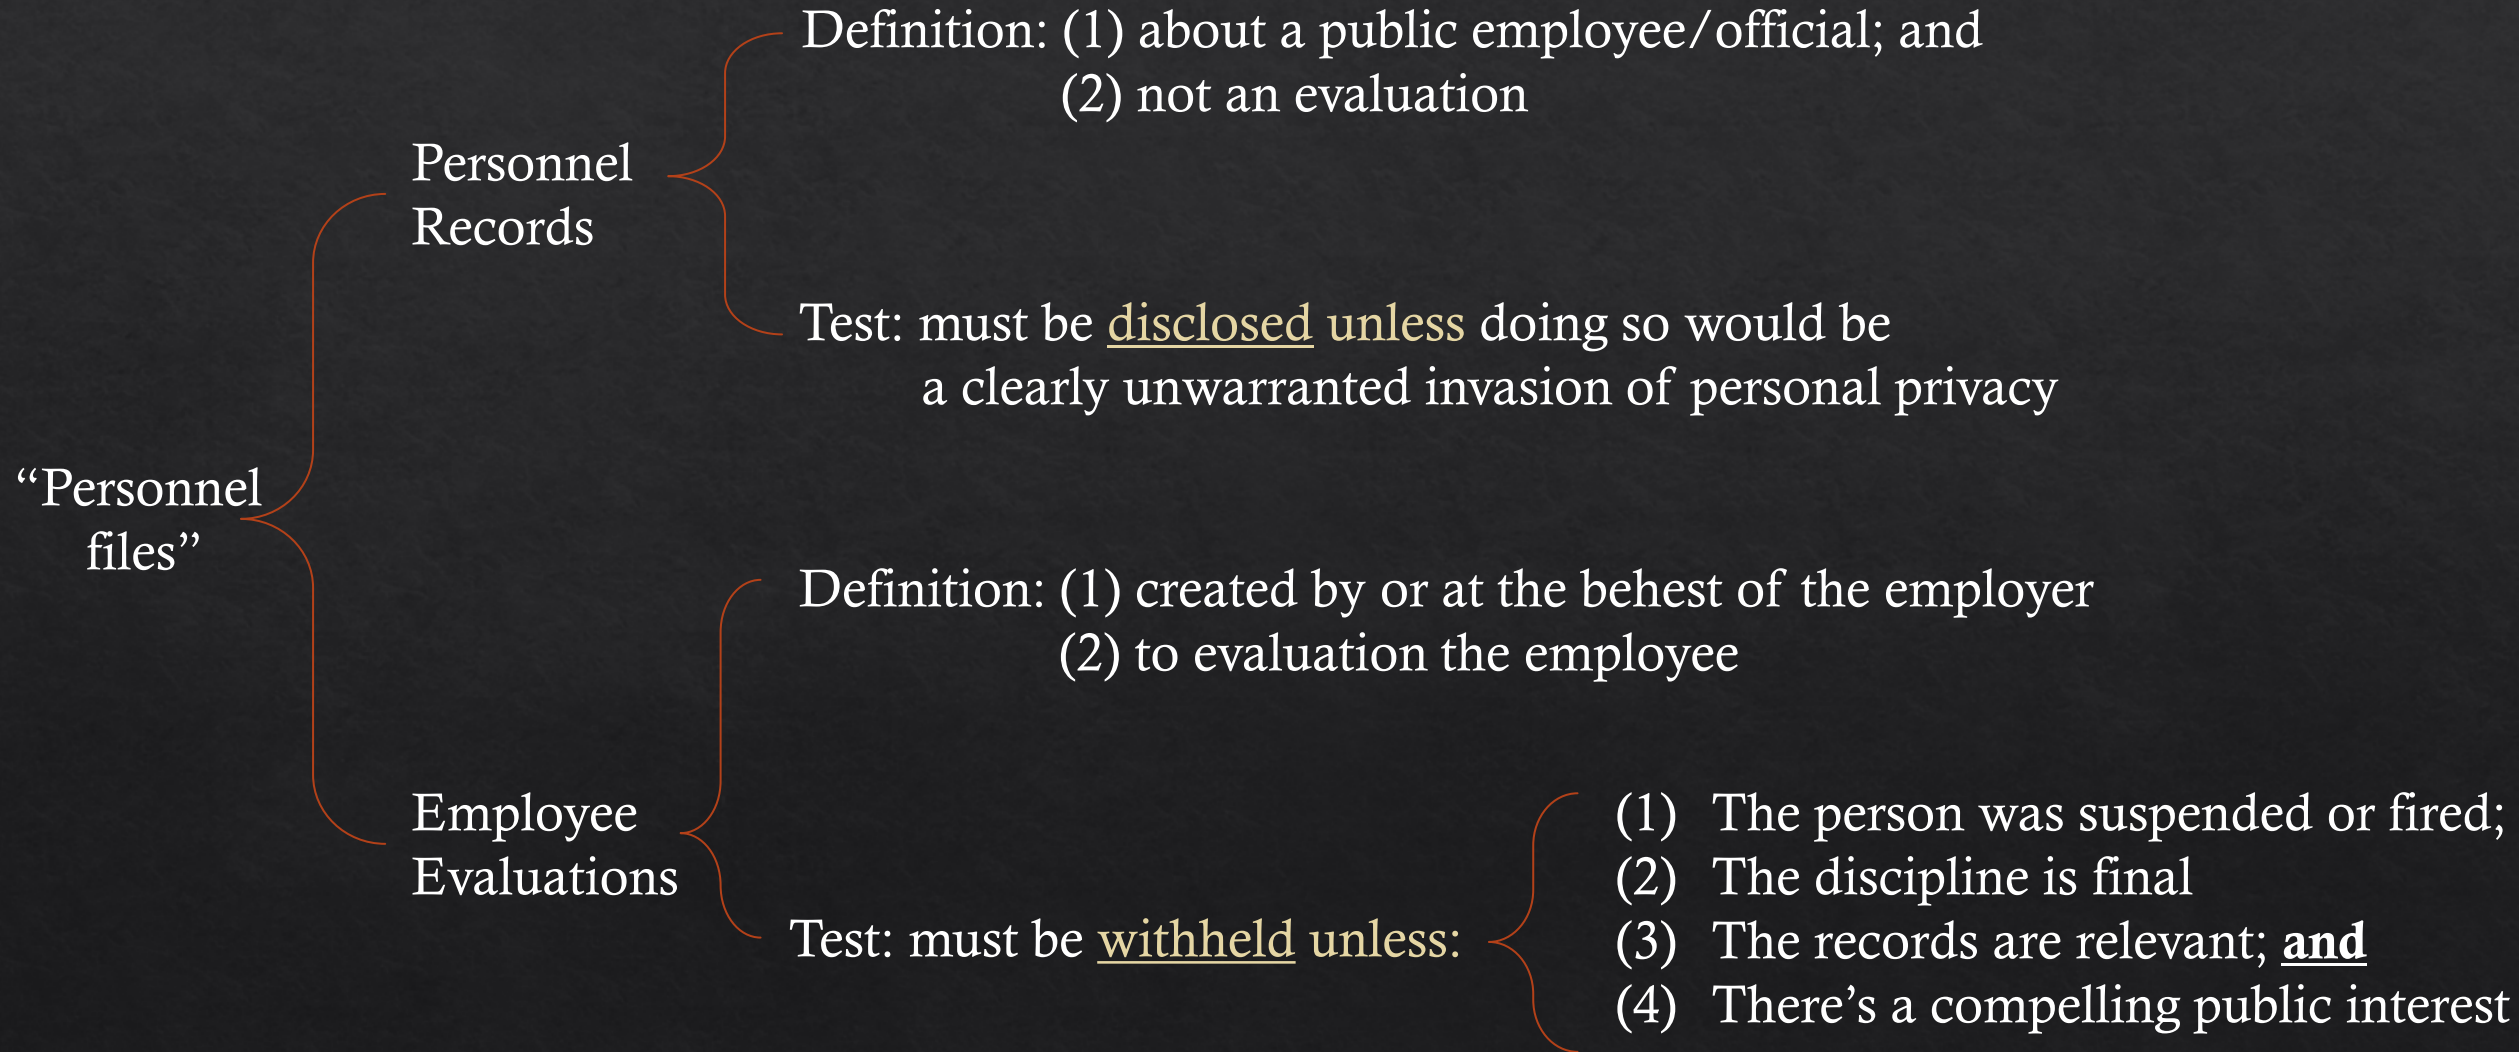 Definition: (1) about a public employee/official; and
(2) not an evaluation
Personnel
Records
Test: must be disclosed unless doing so would be
a clearly unwarranted invasion of personal privacy
“Personnel
files”
Definition: (1) created by or at the behest of the employer
(2) to evaluation the employee
Employee
Evaluations
Test: must be withheld unless:
(1) The person was suspended or fired;
(2) The discipline is final
(3) The records are relevant; and
(4) There’s a compelling public interest